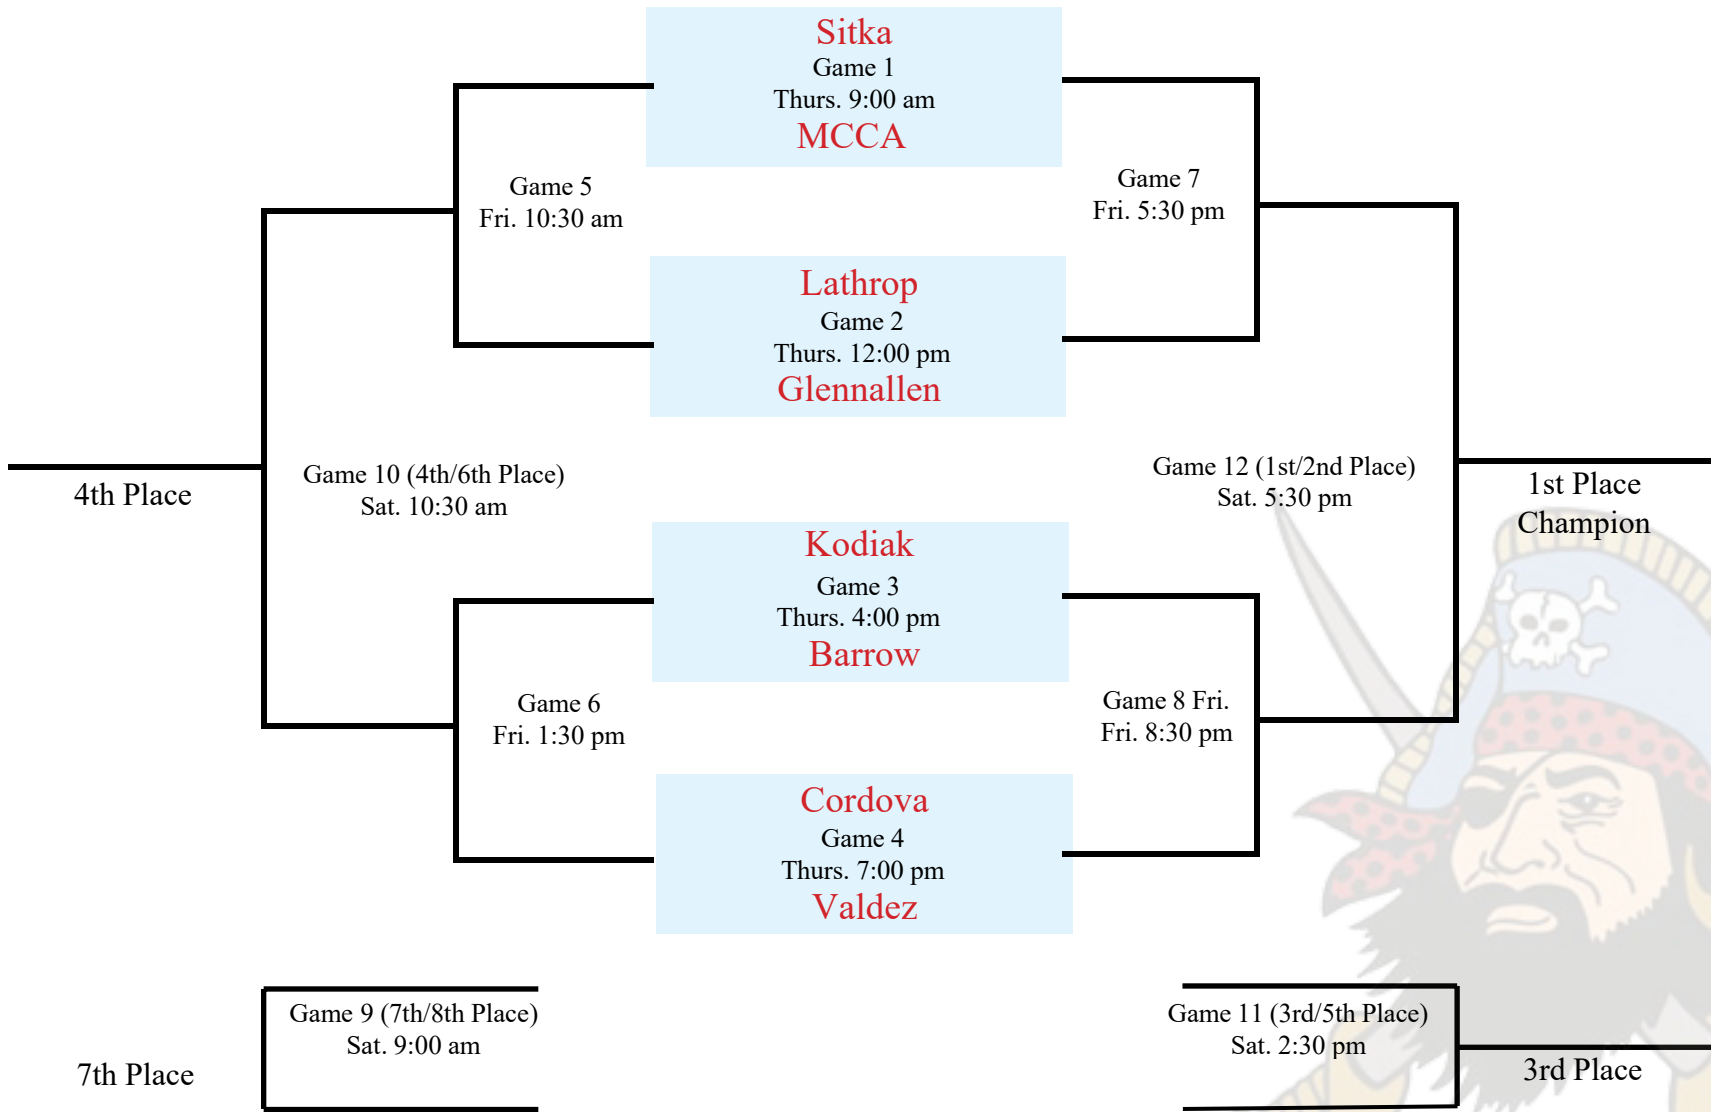 Sitka
Game 1
Thurs. 9:00 am
MCCA
Game 5
Fri. 10:30 am
Game 7
Fri. 5:30 pm
Lathrop
Game 2
Thurs. 12:00 pm
Glennallen
4th Place
Game 10 (4th/6th Place)
Sat. 10:30 am
Game 12 (1st/2nd Place)
Sat. 5:30 pm
1st Place
Champion
Kodiak
Game 3
Thurs. 4:00 pm
Barrow
Game 6
Fri. 1:30 pm
Game 8 Fri.
Fri. 8:30 pm
Cordova
Game 4
Thurs. 7:00 pm
Valdez
Game 9 (7th/8th Place)
Sat. 9:00 am
7th Place
Game 11 (3rd/5th Place)
Sat. 2:30 pm
3rd Place